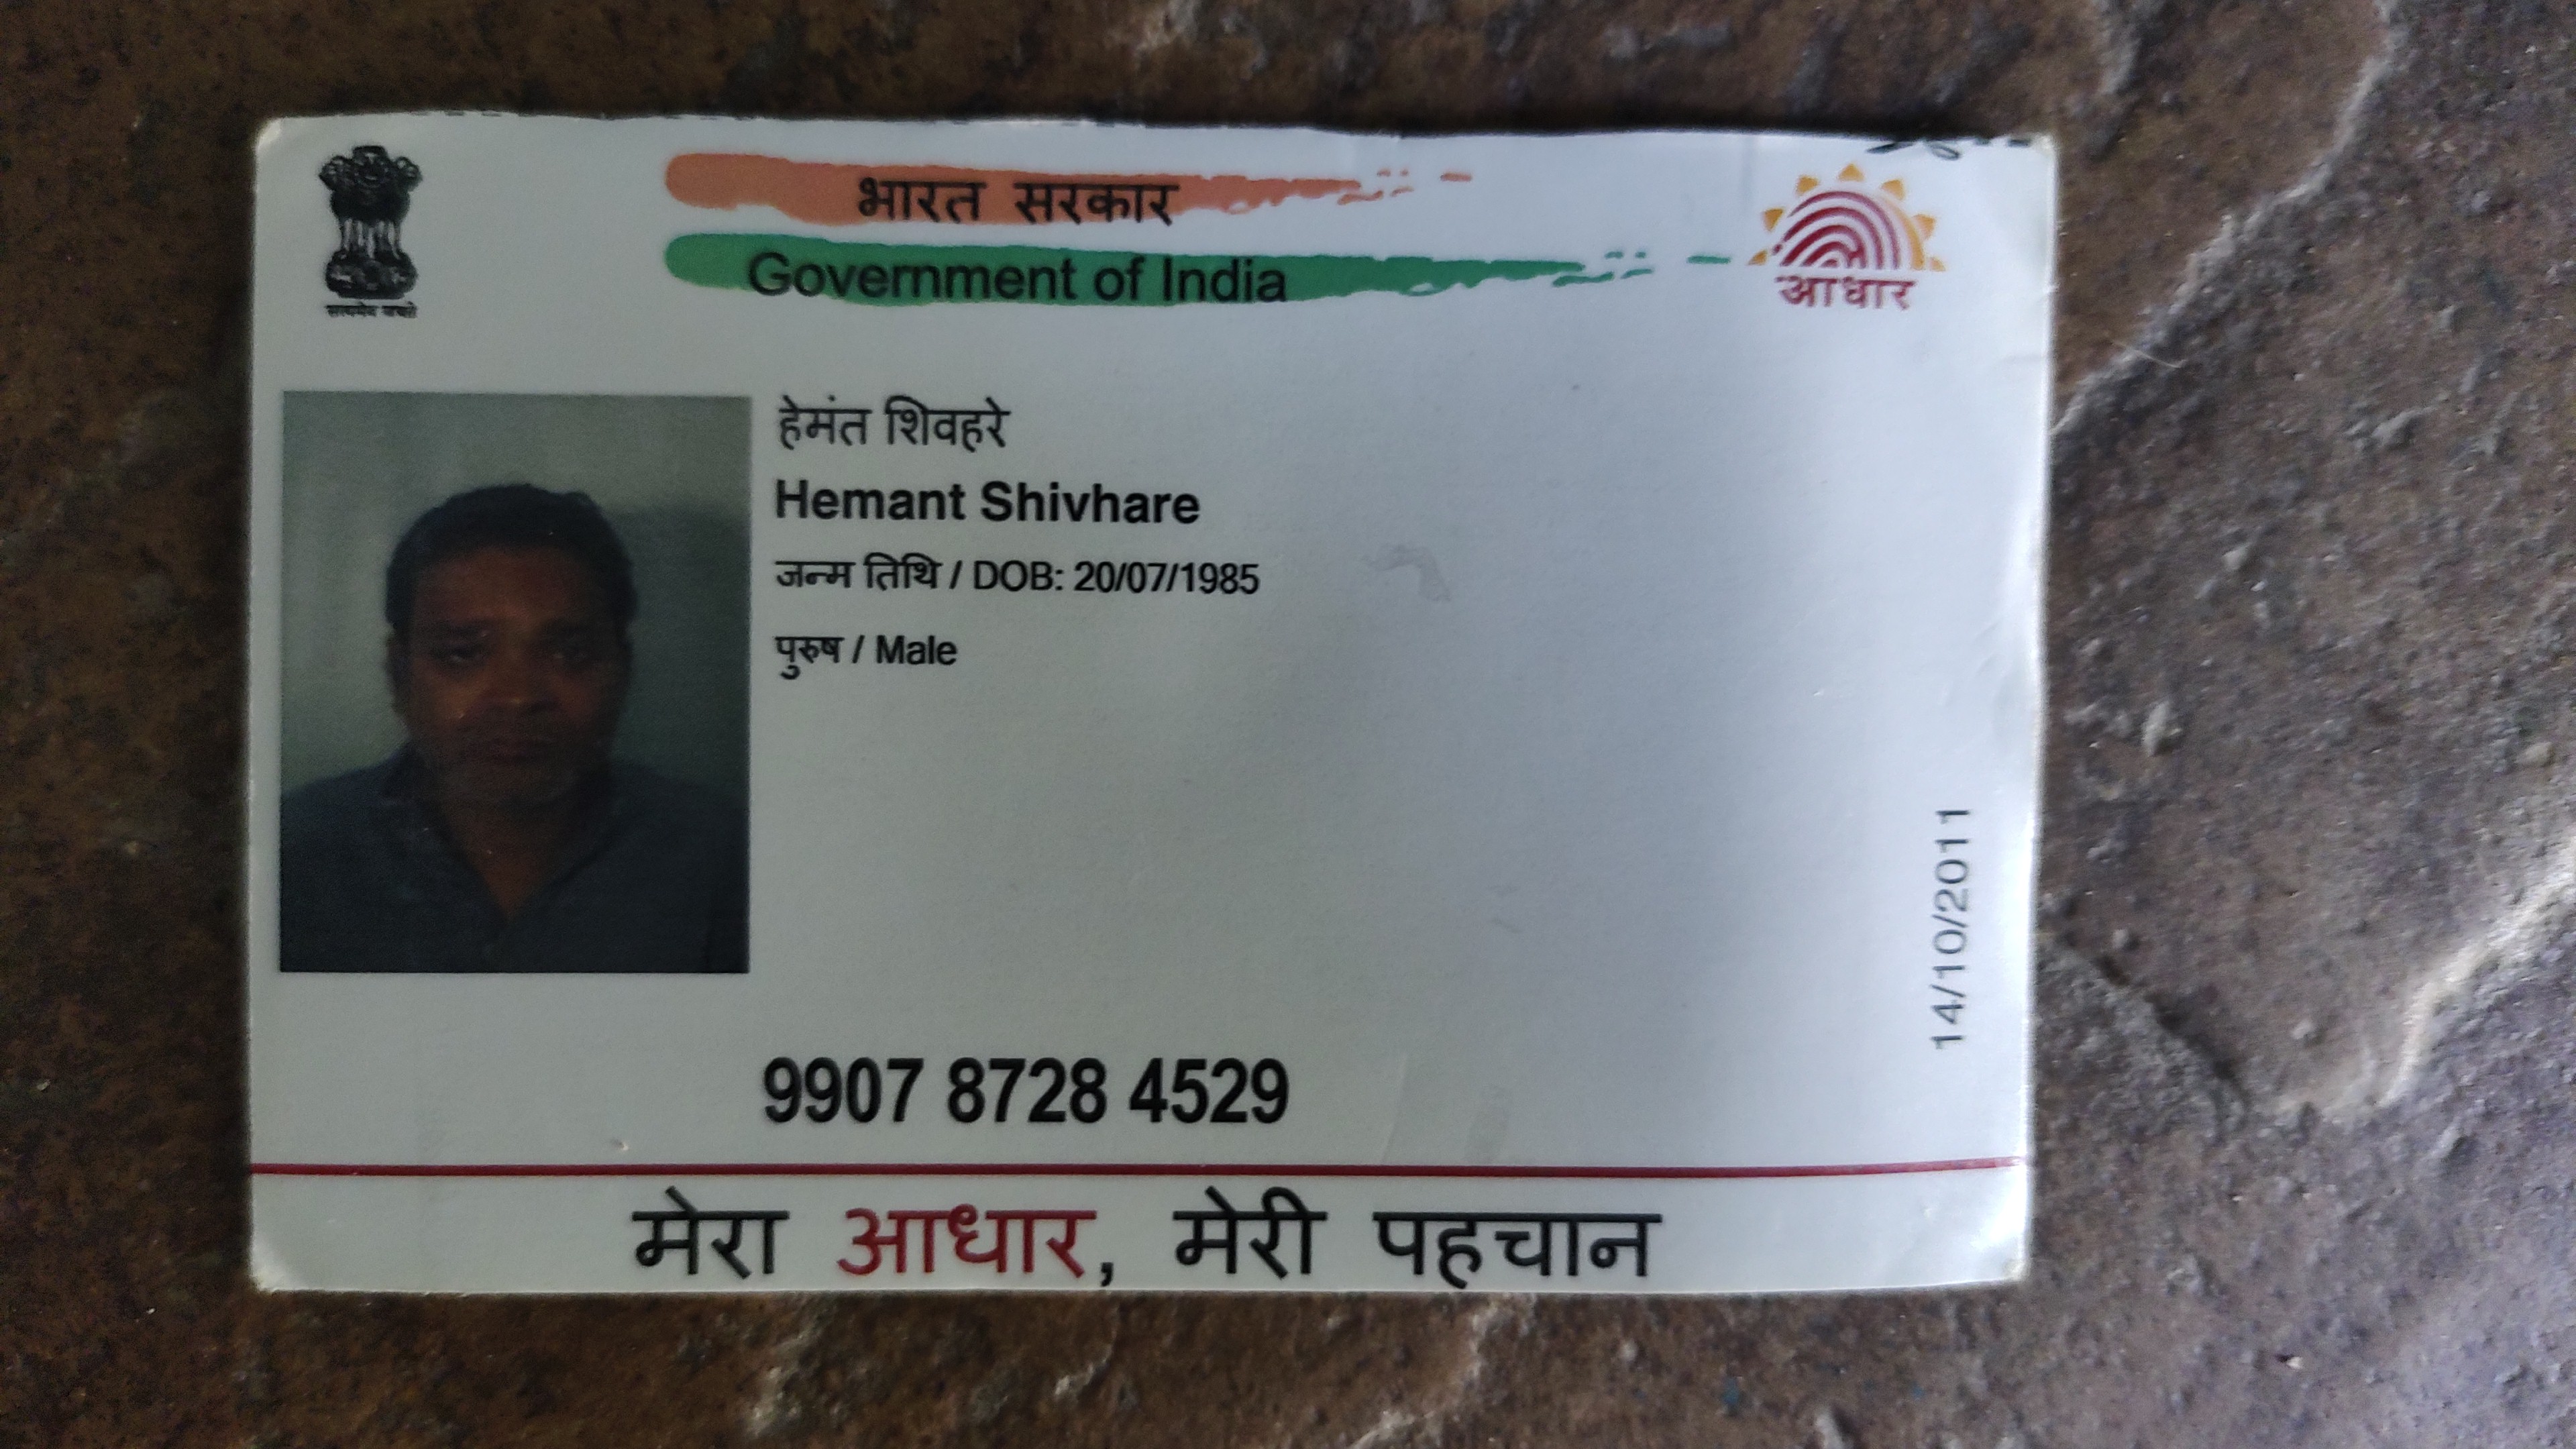 भारत सरकार
Government of India
आधार
हेमंत शिवहरे
Hemant Shivhare
जन्म तिथि / DOB: 20/07/1985
पुरुष / Male
14/10/2011
9907 8728 4529
मेरा आधार, मेरी पहचान